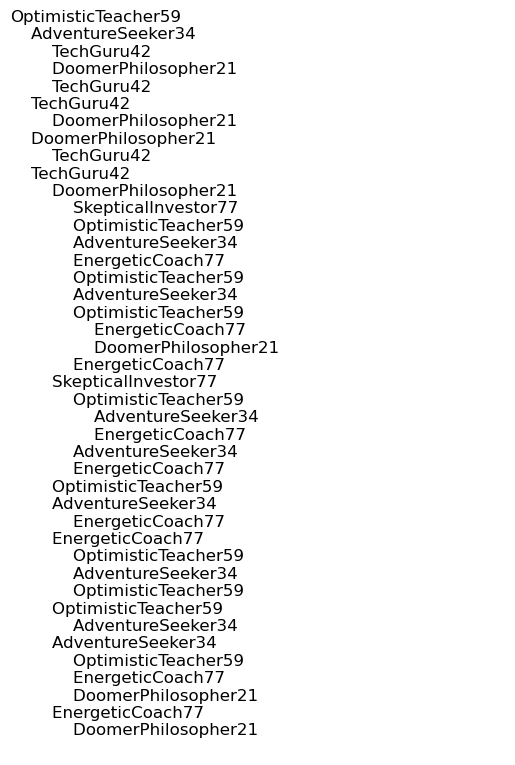 OptimisticTeacher59
AdventureSeeker34
TechGuru42
DoomerPhilosopher21
TechGuru42
TechGuru42
DoomerPhilosopher21
DoomerPhilosopher21
TechGuru42
TechGuru42
DoomerPhilosopher21
SkepticalInvestor77
OptimisticTeacher59
AdventureSeeker34
EnergeticCoach77
OptimisticTeacher59
AdventureSeeker34
OptimisticTeacher59
EnergeticCoach77
DoomerPhilosopher21
EnergeticCoach77
SkepticalInvestor77
OptimisticTeacher59
AdventureSeeker34
EnergeticCoach77
AdventureSeeker34
EnergeticCoach77
OptimisticTeacher59
AdventureSeeker34
EnergeticCoach77
EnergeticCoach77
OptimisticTeacher59
AdventureSeeker34
OptimisticTeacher59
OptimisticTeacher59
AdventureSeeker34
AdventureSeeker34
OptimisticTeacher59
EnergeticCoach77
DoomerPhilosopher21
EnergeticCoach77
DoomerPhilosopher21